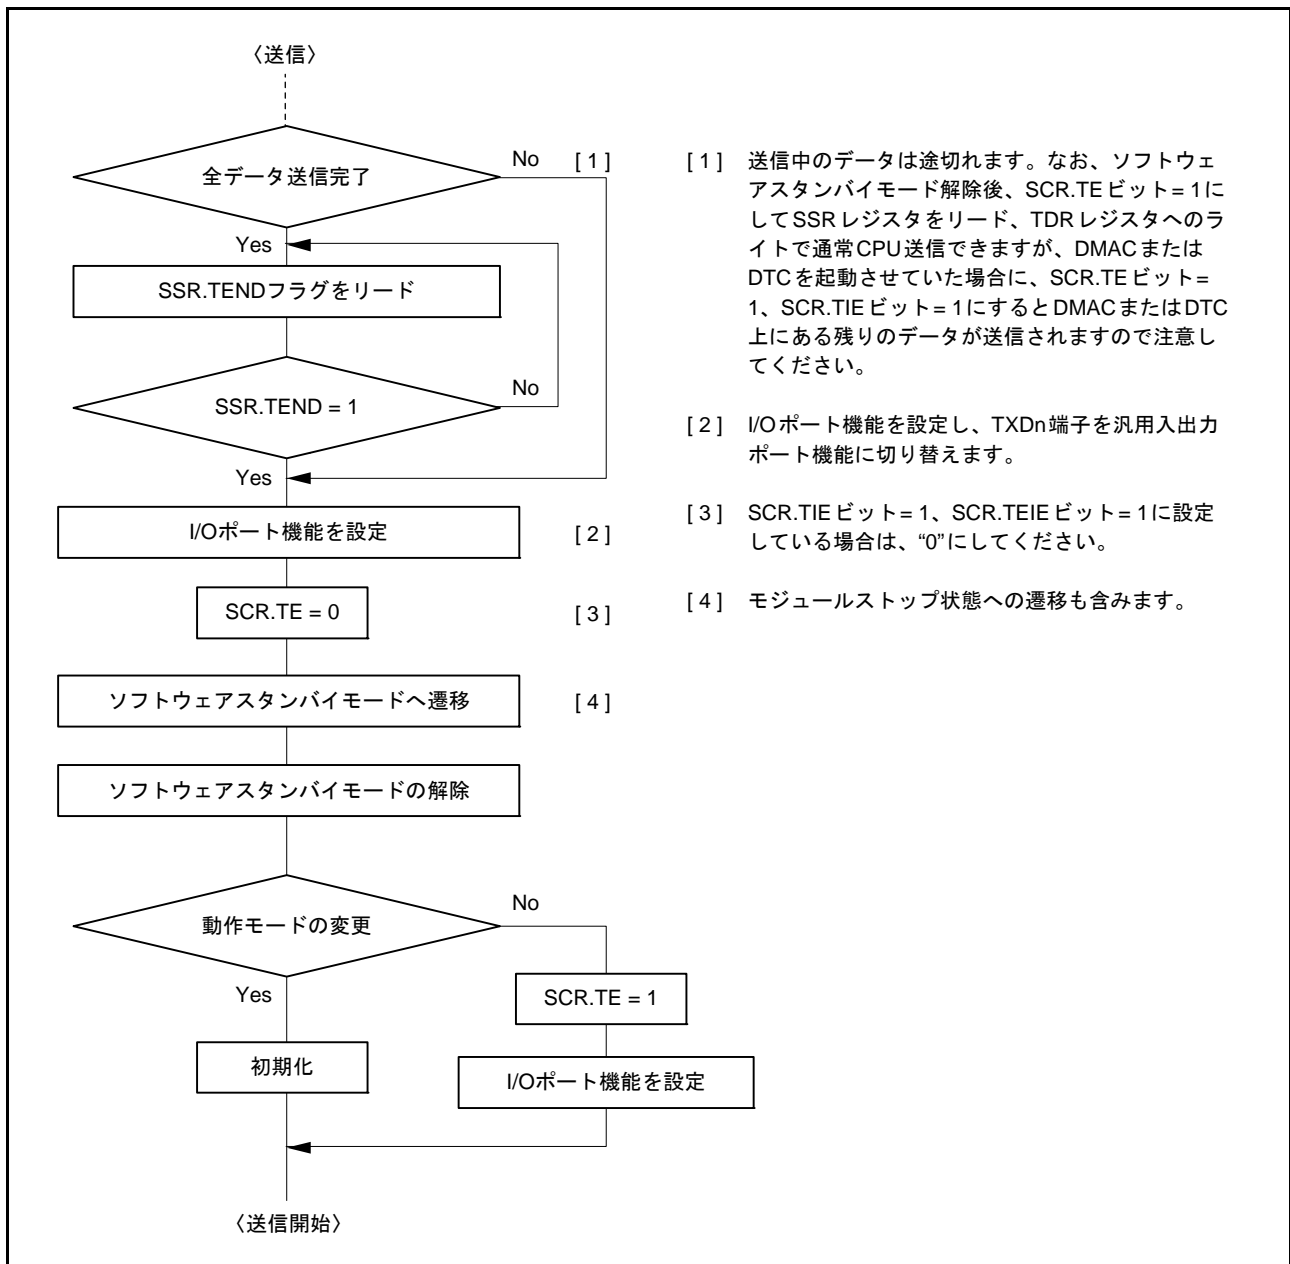 〈送信〉
全データ送信完了
No
[ 1 ]
Yes
SSR.TENDフラグをリード
SSR.TEND = 1
No
Yes
I/Oポート機能を設定
[ 2 ]
SCR.TE = 0
[ 3 ]
ソフトウェアスタンバイモードへ遷移
[ 4 ]
ソフトウェアスタンバイモードの解除
動作モードの変更
No
Yes
SCR.TE = 1
初期化
I/Oポート機能を設定
〈送信開始〉
[ 1 ] 送信中のデータは途切れます。なお、ソフトウェ
アスタンバイモード解除後、SCR.TEビット= 1に
してSSRレジスタをリード、TDRレジスタへのラ
イトで通常CPU送信できますが、DMACまたは
DTCを起動させていた場合に、SCR.TEビット=
1、SCR.TIEビット= 1にするとDMACまたはDTC
上にある残りのデータが送信されますので注意し
てください。
[ 2 ] I/Oポート機能を設定し、TXDn端子を汎用入出力
ポート機能に切り替えます。
[ 3 ] SCR.TIEビット= 1、SCR.TEIEビット= 1に設定
している場合は、“0”にしてください。
[ 4 ] モジュールストップ状態への遷移も含みます。